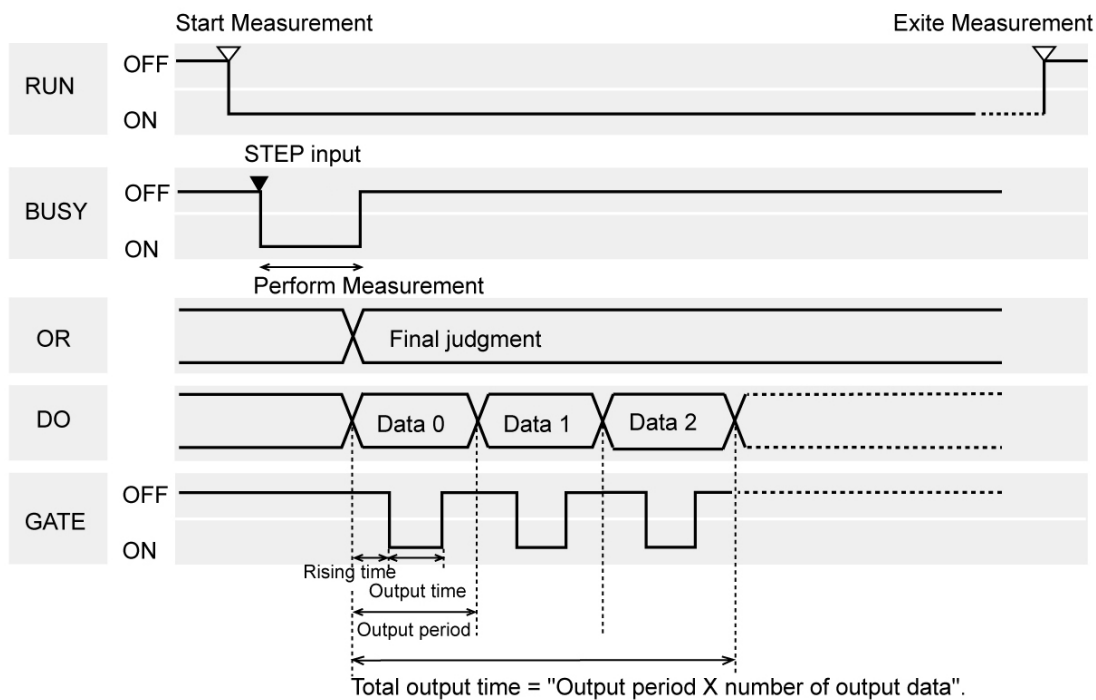 Start Measurement
Exite Measurement
RUN
OFF
ON
STEP input
BUSY
OFF
ON
Perform Measurement
OR
Final judgment
DO
Data 0
Data 1
Data 2
GATE
OFF
ON
Rising time
Output time
Output period
Total output time = "Output period X number of output data".